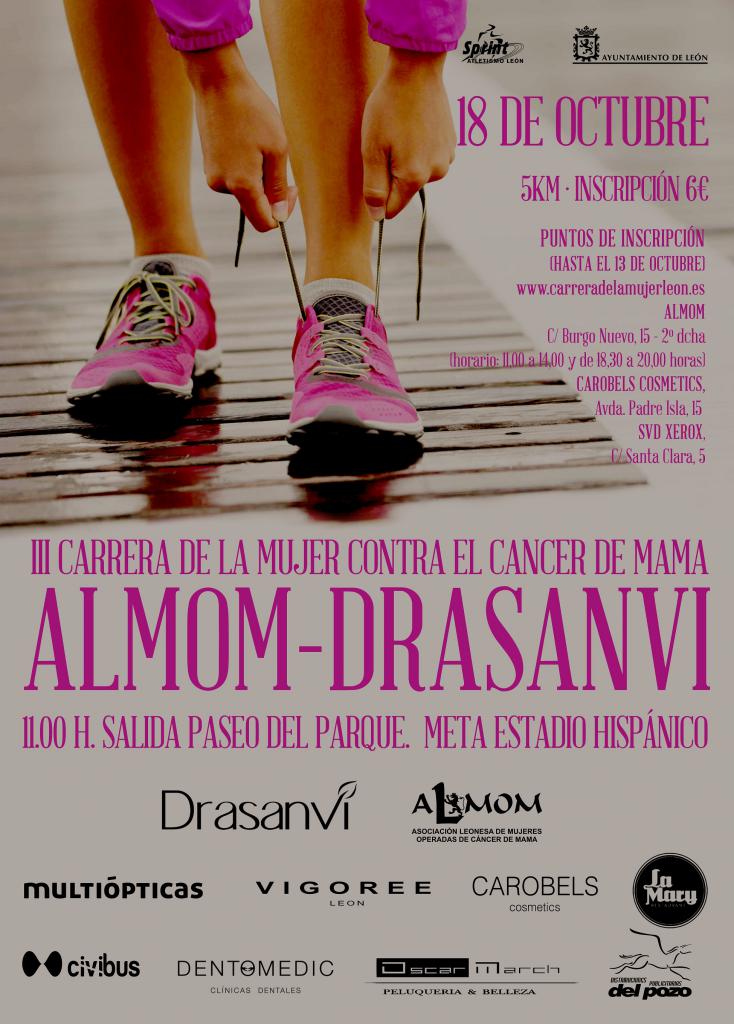 Sprint
ATLETISMO LEÓN
AYUNTAMIENTO DE LEÓN
18 DE OCTUBRE
5KM · INSCRIPCIÓN 6€
PUNTOS DE INSCRIPCIÓN
(HASTA EL 13 DE OCTUBRE)
www.carreradelamujerleon.es
ALMOM
C/ Burgo Nuevo, 15 - 2º dcha
(horario: 11,00 a 14,00 y de 18,30 a 20,00 horas)
CAROBELS COSMETICS,
Avda. Padre Isla, 15
SVD XEROX,
C/ Santa Clara, 5
III CARRERA DE LA MUJER CONTRA EL CANCER DE MAMA
ALMOM-DRASANVI
11.00 H. SALIDA PASEO DEL PARQUE. META ESTADIO HISPÁNICO
Drasanvi
ALMOM
ASOCIACIÓN LEONESA DE MUJERES
OPERADAS DE CÁNCER DE MAMA
multiópticas
VIGOREE
LEON
CAROBELS
cosmetics
La
Mary
RESTAURANT
civibus
DENTOMEDIC
CLÍNICAS DENTALES
Oscar March
PELUQUERIA & BELLEZA
DISTRIBUCIONES PUBLICITARIAS
del pozo